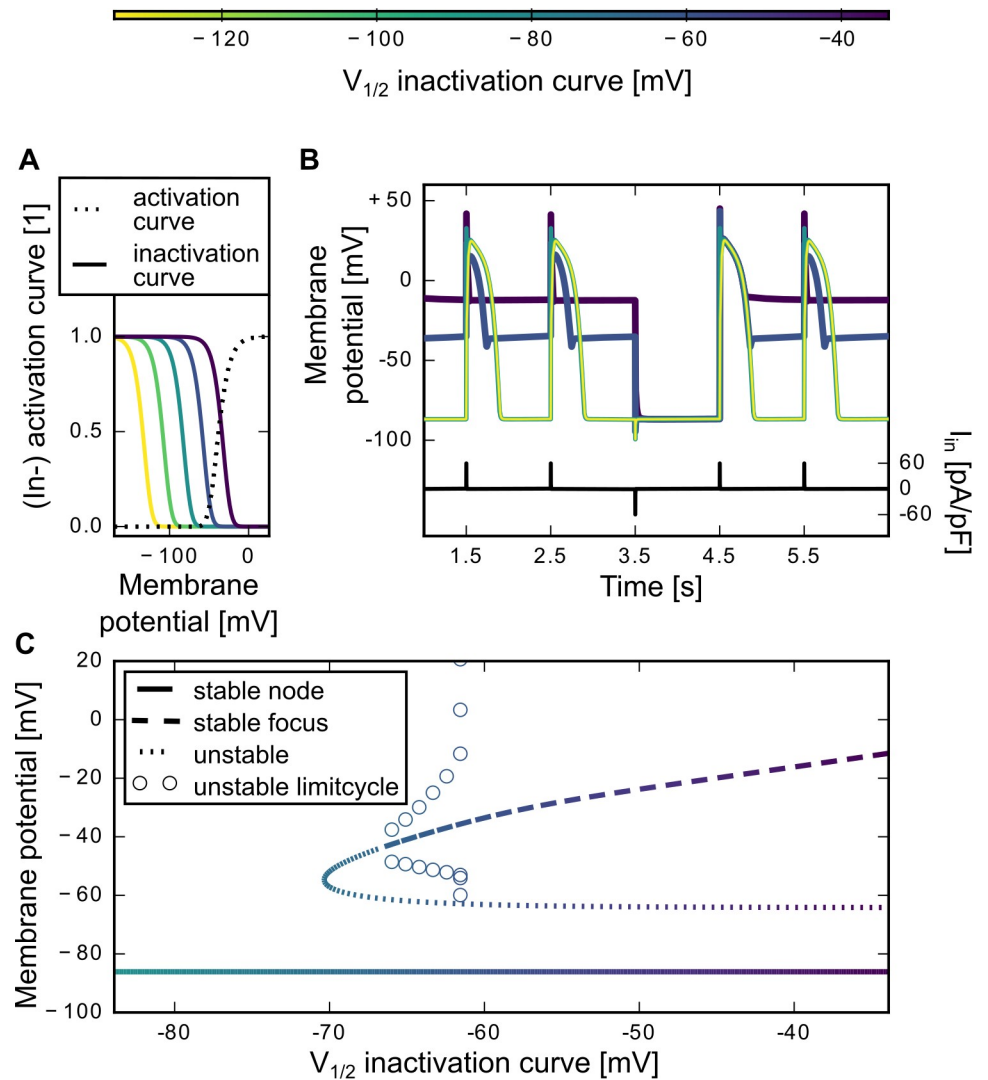 − 120 − 100 − 80 − 60 −40
V1/2 inactivation curve [mV]
A
activation
curve
inactivation
curve
(In-) activation curve [1]
1.0
0.5
0.0
− 100 0
Membrane
potential [mV]
B
Membrane
potential [mV]
+ 50
0
-50
-100
60
0
-60
Iin [pA/pF]
1.5 2.5 3.5 4.5 5.5
Time [s]
C
Membrane potential [mV]
20
0
− 20
− 40
− 60
− 80
− 100
stable node
stable focus
unstable
unstable limitcycle
-80 -70 -60 -50 -40
V1/2 inactivation curve [mV]